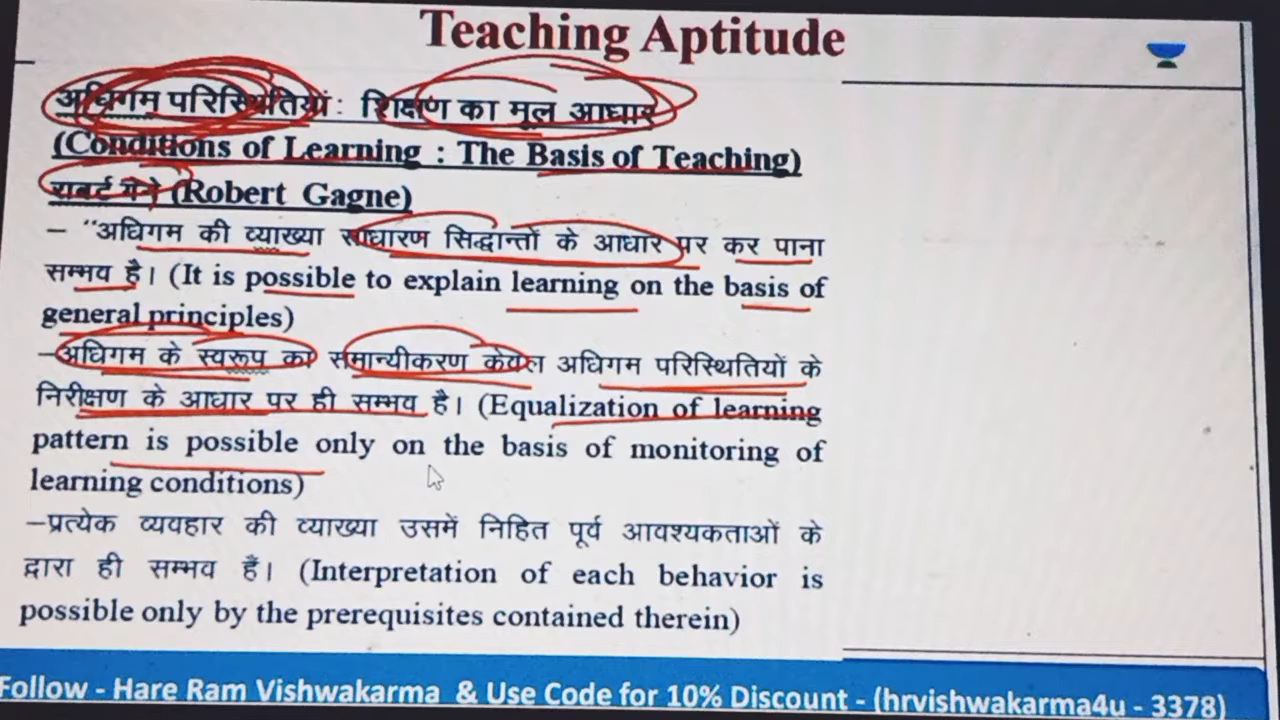 Teaching Aptitude
अधिगम परिस्थितियां: शिक्षण का मूल आधार
(Conditions of Learning : The Basis of Teaching)
राबर्ट गेने (Robert Gagne)
– "अधिगम की व्याख्या साधारण सिद्धान्तों के आधार पर कर पाना
सम्भव है। (It is possible to explain learning on the basis of
general principles)
–अधिगम के स्वरूप का समान्यीकरण केवल अधिगम परिस्थितियों के
निरीक्षण के आधार पर ही सम्भव है। (Equalization of learning
pattern is possible only on the basis of monitoring of
learning conditions)
–प्रत्येक व्यवहार की व्याख्या उसमें निहित पूर्व आवश्यकताओं के
द्वारा ही सम्भव हैं। (Interpretation of each behavior is
possible only by the prerequisites contained therein)
Follow - Hare Ram Vishwakarma & Use Code for 10% Discount - (hrvishwakarma4u - 3378)